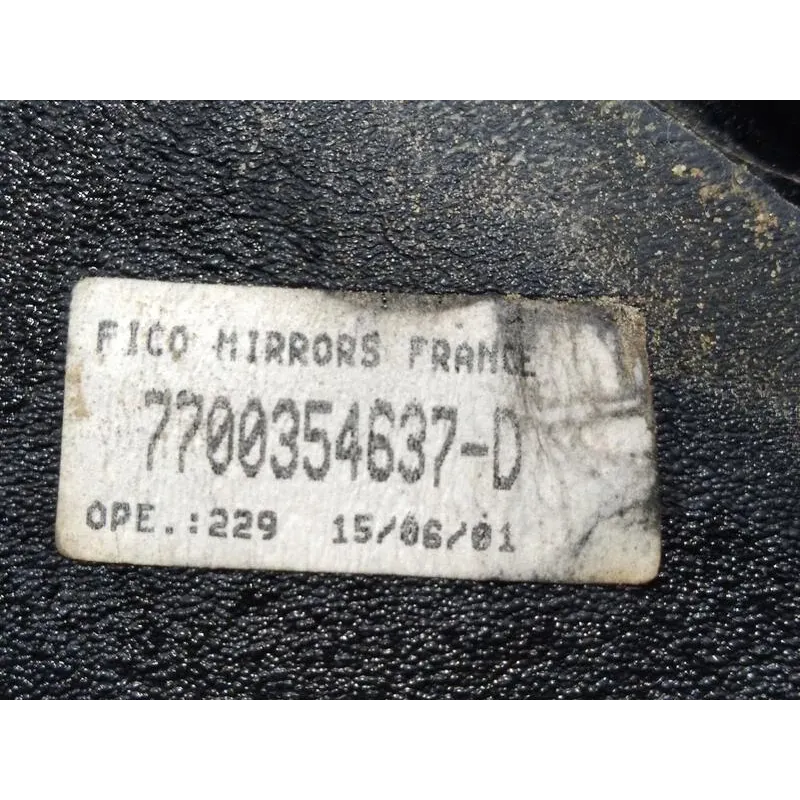 FICO MIRRORS FRANCE
7700354637-D
OPE.:229 15/06/01